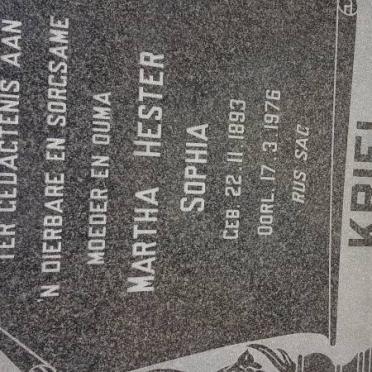 TER GEDAGTENIS AAN
'N DIERBARE EN SORGSAME
MOEDER EN OUMA
MARTHA HESTER
SOPHIA
GEB. 22. 11. 1893
OORL. 17. 3. 1976
RUS SAG